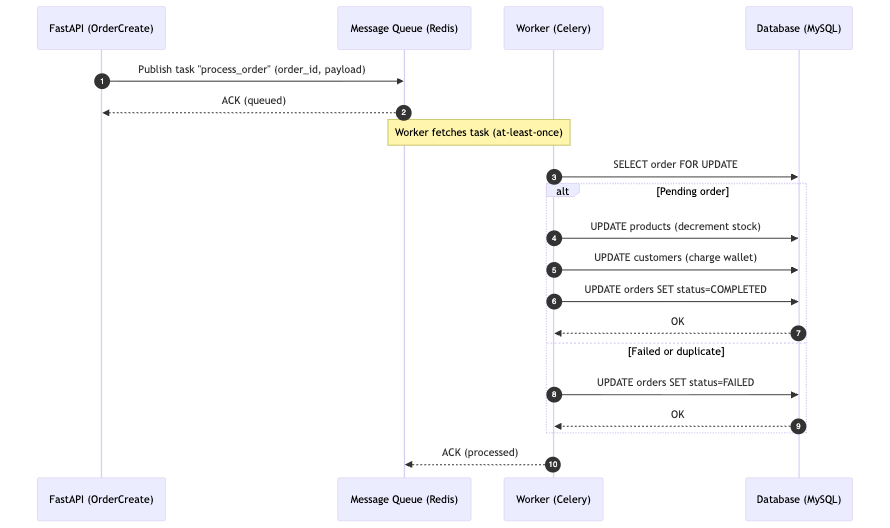 FastAPI (OrderCreate)
Message Queue (Redis)
Worker (Celery)
Database (MySQL)
Publish task "process_order" (order_id, payload)
1
ACK (queued)
2
Worker fetches task (at-least-once)
SELECT order FOR UPDATE
3
alt
[Pending order]
UPDATE products (decrement stock)
4
UPDATE customers (charge wallet)
5
UPDATE orders SET status=COMPLETED
6
OK
7
[Failed or duplicate]
UPDATE orders SET status=FAILED
8
OK
9
ACK (processed)
10
FastAPI (OrderCreate)
Message Queue (Redis)
Worker (Celery)
Database (MySQL)